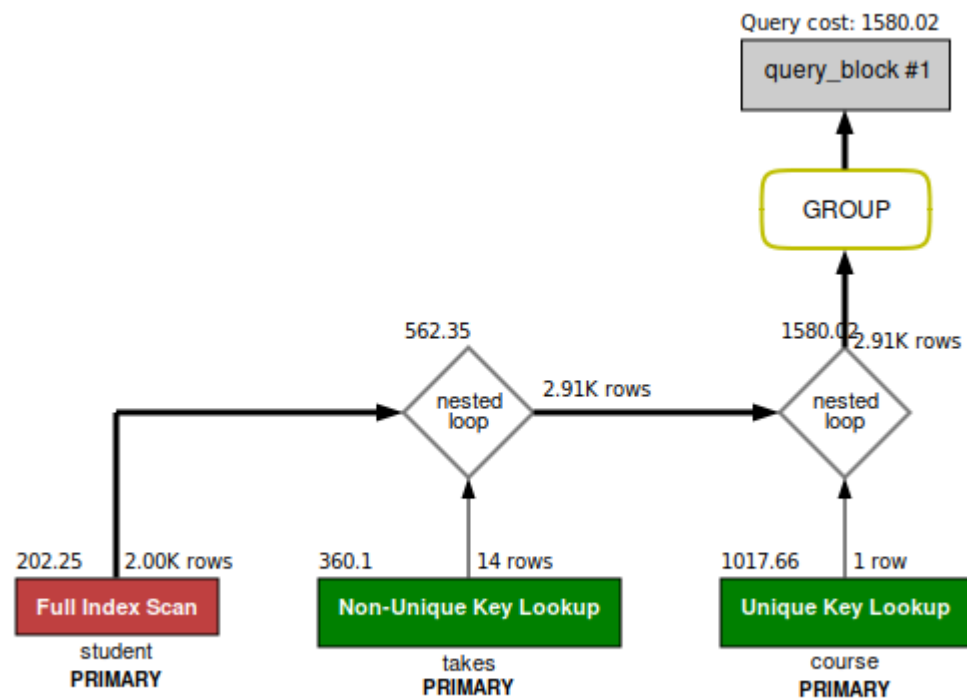 Query cost: 1580.02
query_block #1
GROUP
562.35
1580.02
2.91K rows
nested
loop
2.91K rows
nested
loop
202.25
2.00K rows
360.1
14 rows
1017.66
1 row
Full Index Scan
Non-Unique Key Lookup
Unique Key Lookup
student
PRIMARY
takes
PRIMARY
course
PRIMARY